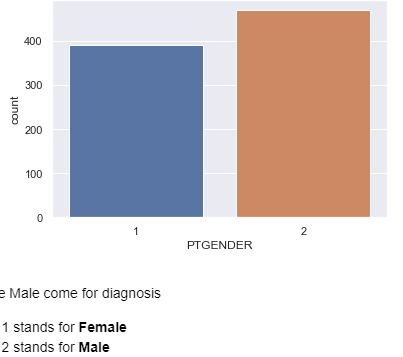 400
300
200
100
0
count
1 2
PTGENDER
e Male come for diagnosis
1 stands for Female
2 stands for Male